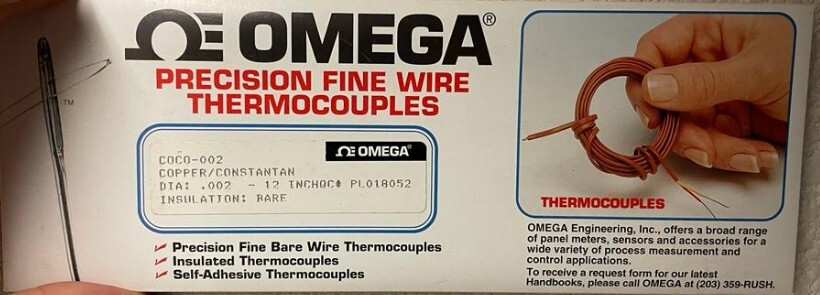 OMEGA®
PRECISION FINE WIRE
THERMOCOUPLES
TM
OMEGA®
COCO-002
COPPER/CONSTANTAN
DIA: .002 - 12 INCHQC# PL018052
INSULATION: BARE
Precision Fine Bare Wire Thermocouples
Insulated Thermocouples
Self-Adhesive Thermocouples
THERMOCOUPLES
OMEGA Engineering, Inc., offers a broad range
of panel meters, sensors and accessories for a
wide variety of process measurement and
control applications.
To receive a request form for our latest
Handbooks, please call OMEGA at (203) 359-RUSH.